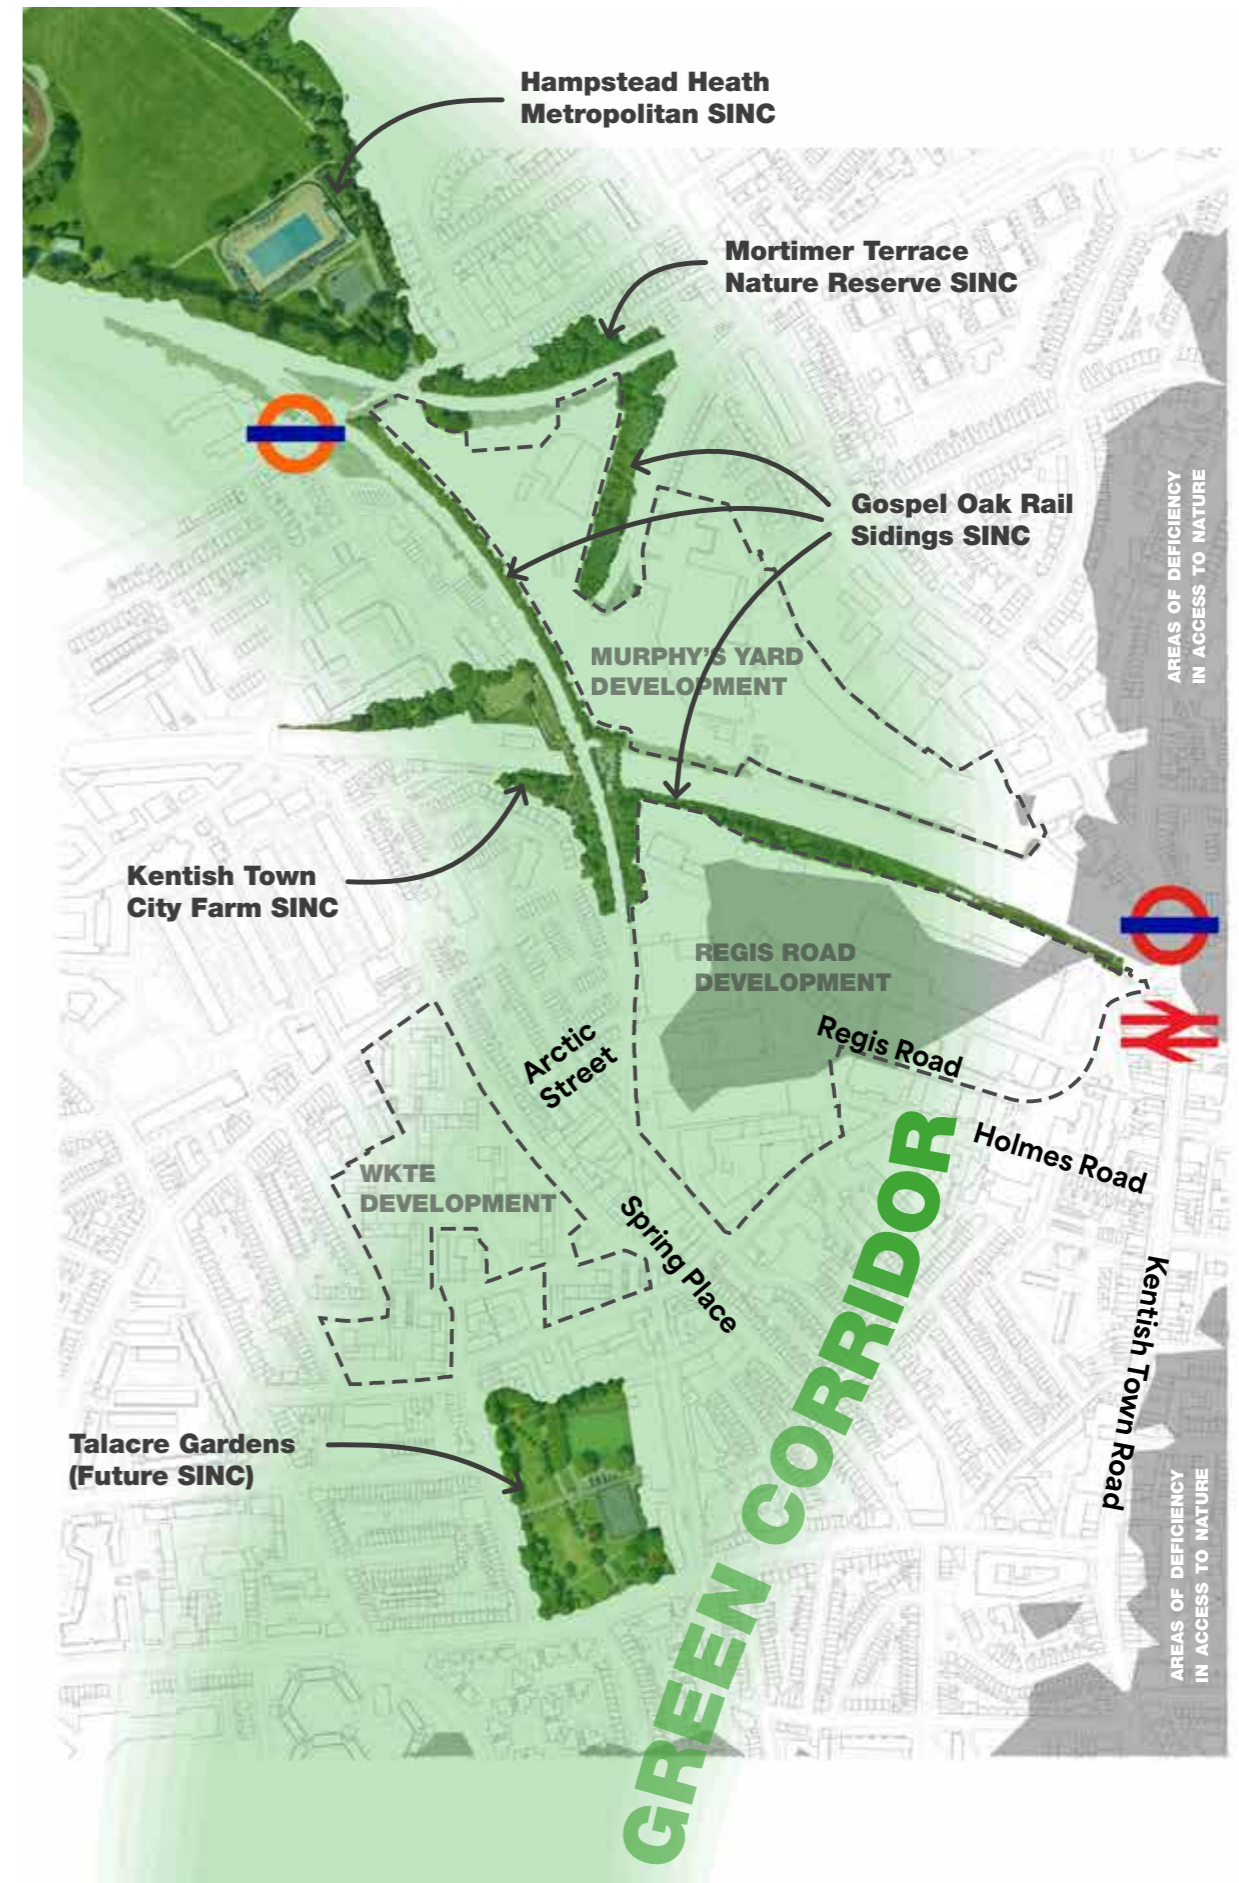 Hampstead Heath
Metropolitan SINC
Mortimer Terrace
Nature Reserve SINC
Gospel Oak Rail
Sidings SINC
AREAS OF DEFICIENCY
IN ACCESS TO NATURE
MURPHY'S YARD
DEVELOPMENT
Kentish Town
City Farm SINC
REGIS ROAD
DEVELOPMENT
Regis Road
Arctic
Street
Holmes Road
WKTE
DEVELOPMENT
Spring Place
Kentish Town Road
GREEN CORRIDOR
Talacre Gardens
(Future SINC)
AREAS OF DEFICIENCY
IN ACCESS TO NATURE